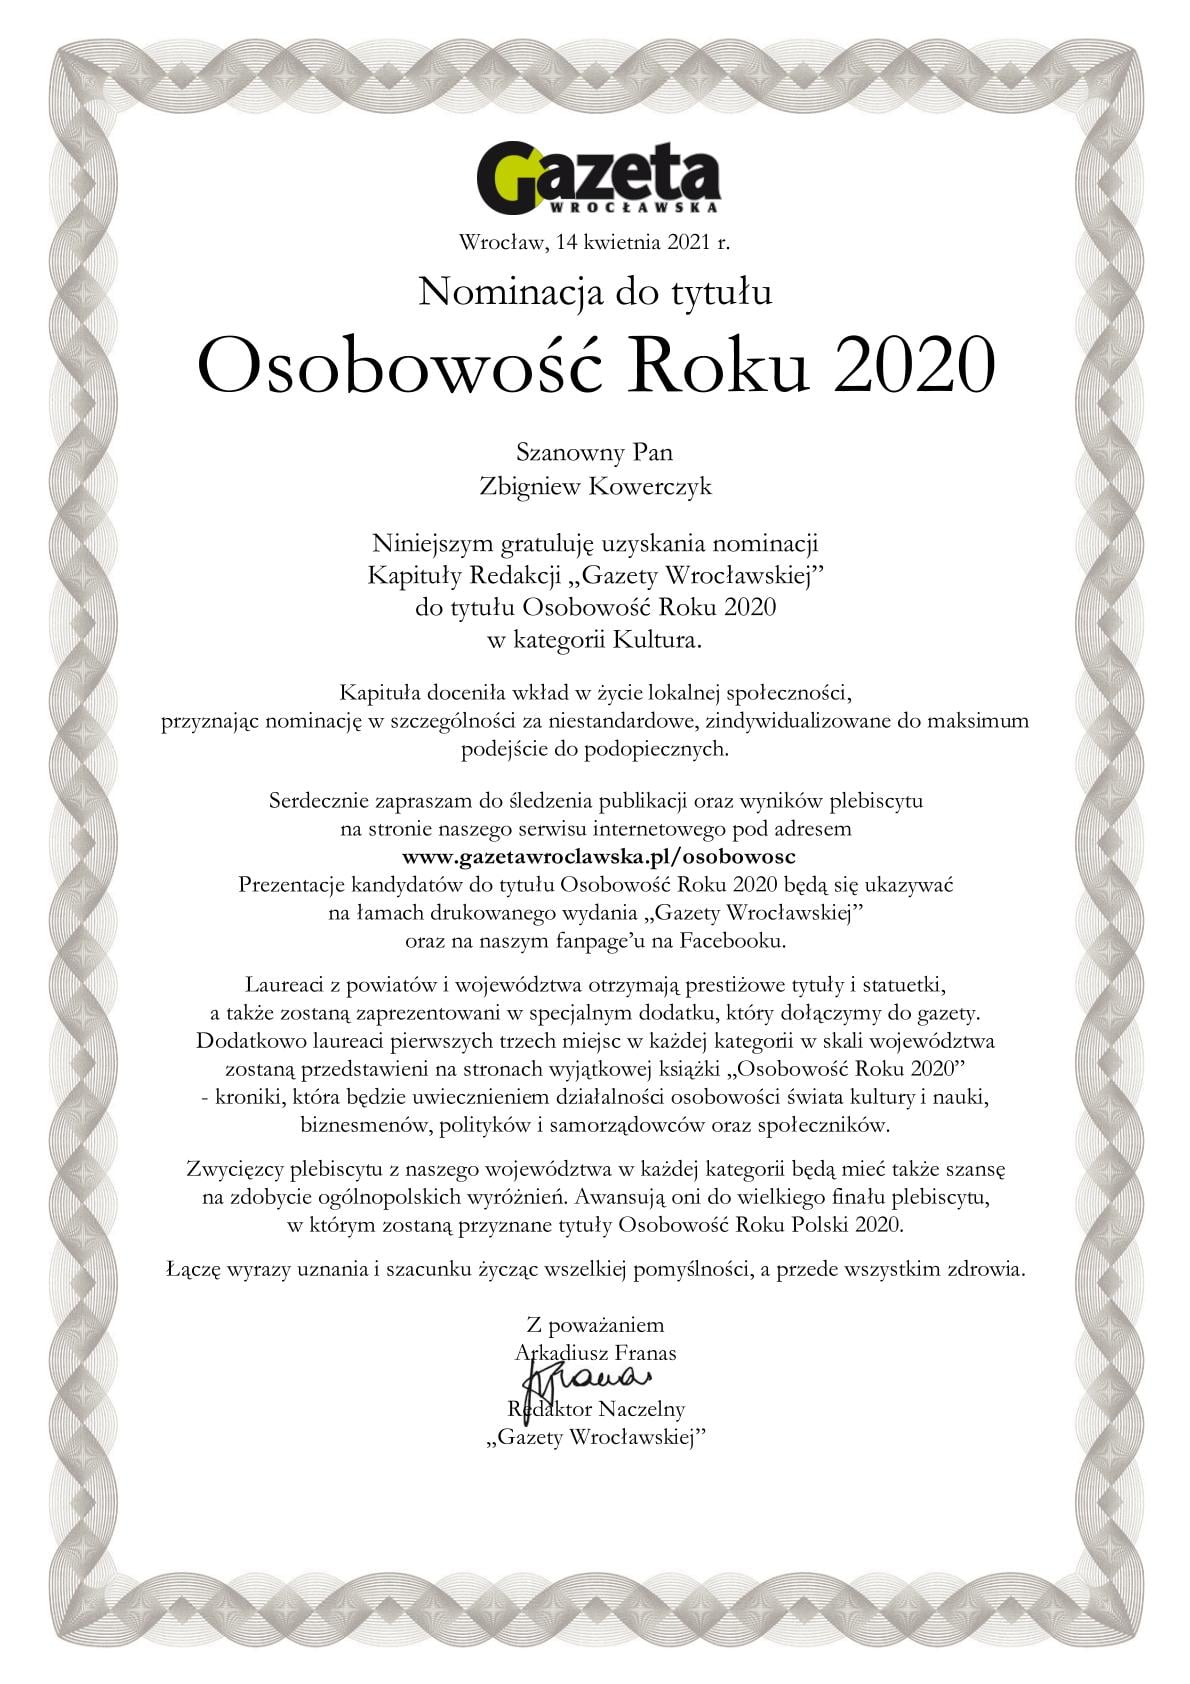 Gazeta
WROCŁAWSKA
Wrocław, 14 kwietnia 2021 r.
Nominacja do tytułu
Osobowość Roku 2020
Szanowny Pan
Zbigniew Kowerczyk
Niniejszym gratuluję uzyskania nominacji
Kapituły Redakcji „Gazety Wrocławskiej”
do tytułu Osobowość Roku 2020
w kategorii Kultura.
Kapituła doceniła wkład w życie lokalnej społeczności,
przyznając nominację w szczególności za niestandardowe, zindywidualizowane do maksimum
podejście do podopiecznych.
Serdecznie zapraszam do śledzenia publikacji oraz wyników plebiscytu
na stronie naszego serwisu internetowego pod adresem
www.gazetawroclawska.pl/osobowosc
Prezentacje kandydatów do tytułu Osobowość Roku 2020 będą się ukazywać
na łamach drukowanego wydania „Gazety Wrocławskiej”
oraz na naszym fanpage’u na Facebooku.
Laureaci z powiatów i województwa otrzymają prestiżowe tytuły i statuetki,
a także zostaną zaprezentowani w specjalnym dodatku, który dołączymy do gazety.
Dodatkowo laureaci pierwszych trzech miejsc w każdej kategorii w skali województwa
zostaną przedstawieni na stronach wyjątkowej książki „Osobowość Roku 2020”
- kroniki, która będzie uwiecznieniem działalności osobowości świata kultury i nauki,
biznesmenów, polityków i samorządowców oraz społeczników.
Zwycięzcy plebiscytu z naszego województwa w każdej kategorii będą mieć także szansę
na zdobycie ogólnopolskich wyróżnień. Awansują oni do wielkiego finału plebiscytu,
w którym zostaną przyznane tytuły Osobowość Roku Polski 2020.
Łączę wyrazy uznania i szacunku życząc wszelkiej pomyślności, a przede wszystkim zdrowia.
Z poważaniem
Arkadiusz Franas
Franas
Redaktor Naczelny
„Gazety Wrocławskiej”